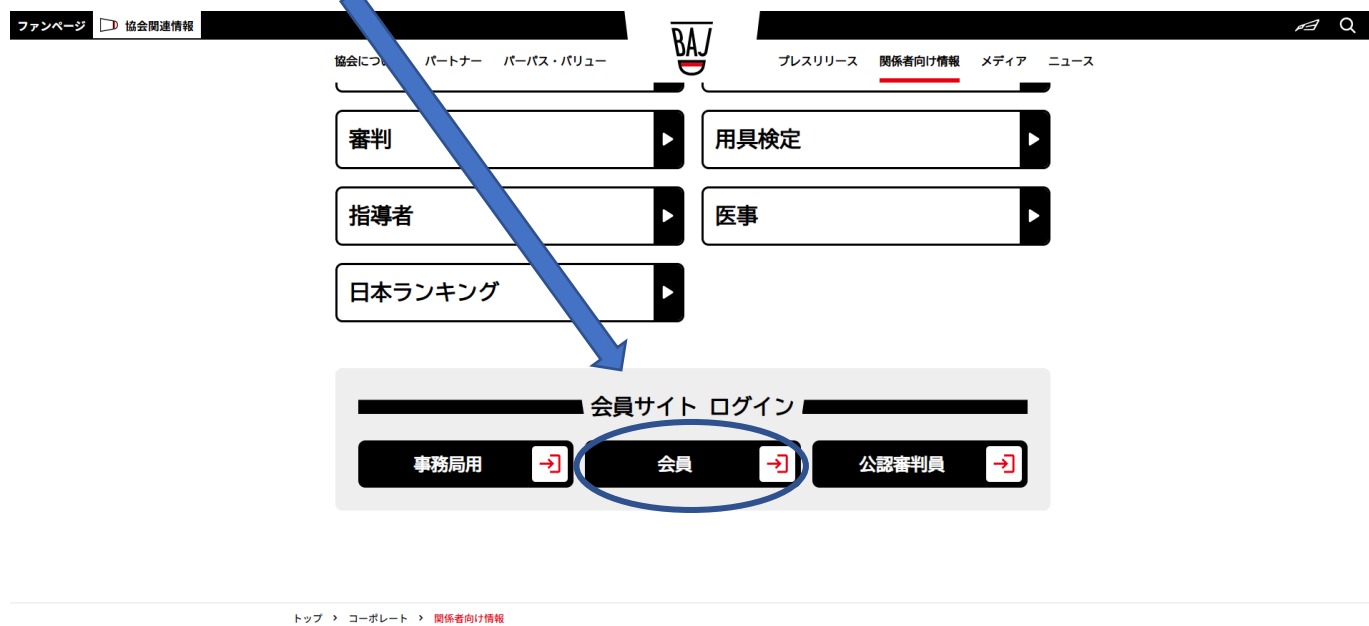 ファンページ 協会関連情報
BAJ
パートナー パーパス・バリュー プレスリリース 関係者向け情報 メディア ニュース
審判 用具検定
指導者 医事
日本ランキング
会員サイト ログイン
事務局用 会員 公認審判員
トップ > コーポレート > 関係者向け情報